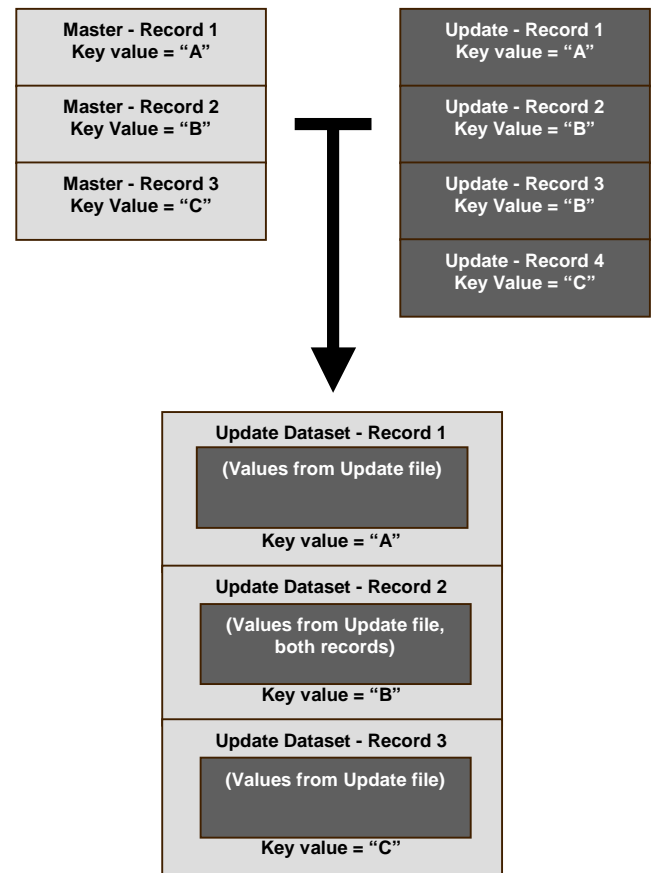 Master - Record 1
Key value = “A”
Master - Record 2
Key Value = “B”
Master - Record 3
Key Value = “C”
Update - Record 1
Key value = “A”
Update - Record 2
Key Value = “B”
Update - Record 3
Key Value = “B”
Update - Record 4
Key Value = “C”
Update Dataset - Record 1
(Values from Update file)
Key value = “A”
Update Dataset - Record 2
(Values from Update file,
both records)
Key value = “B”
Update Dataset - Record 3
(Values from Update file)
Key value = “C”